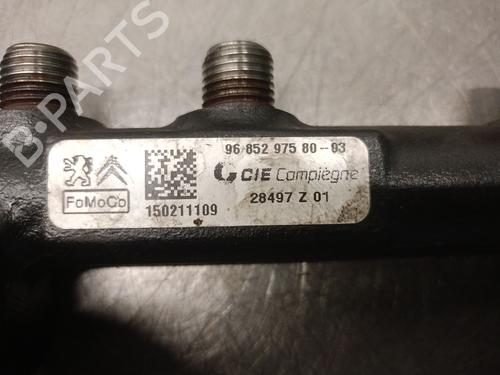 B-PARTS
96 852 975 80--03
CIE Compiègne
FoMoCo
150211109
28497 Z 01